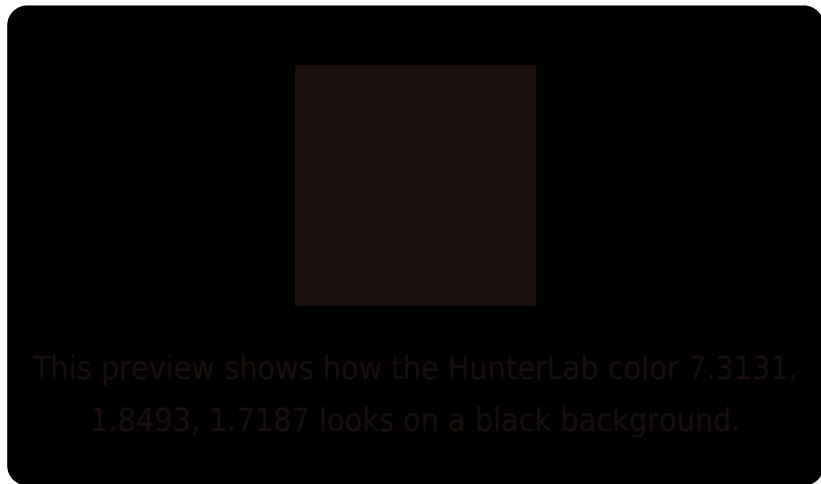 This preview shows how the HunterLab color 7.3131,
1.8493, 1.7187 looks on a black background.